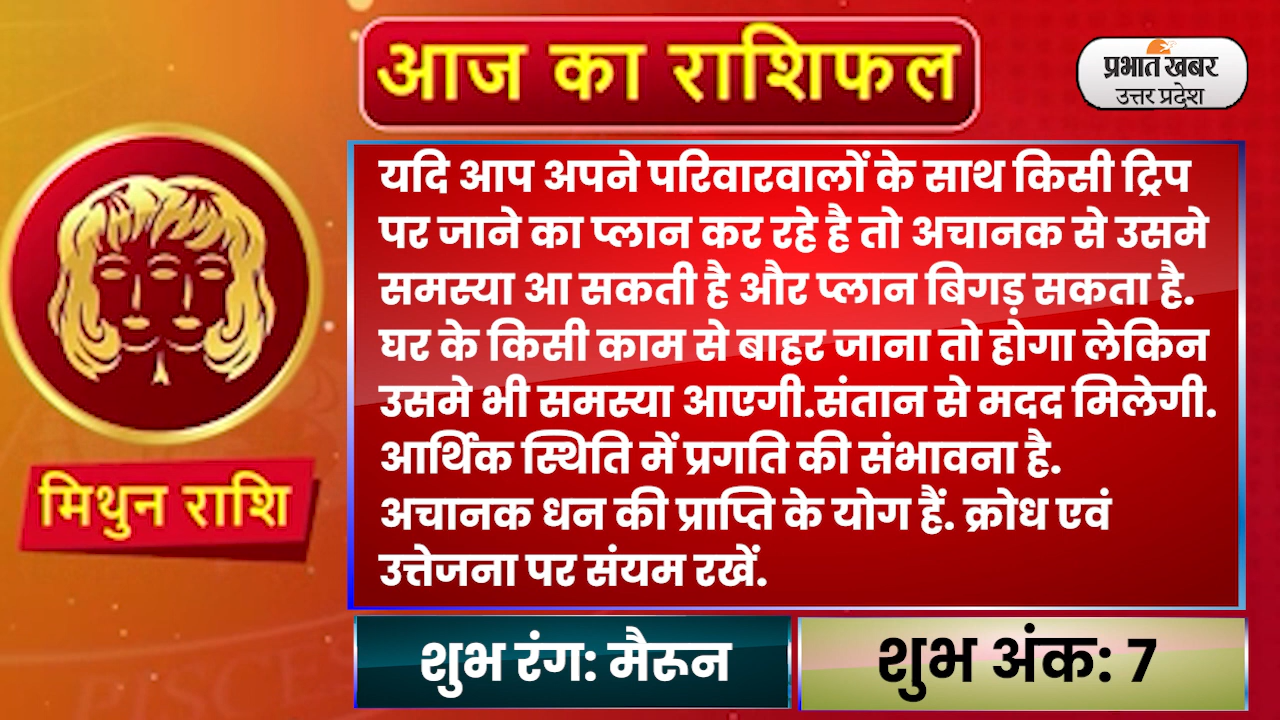 आज का राशिफल
प्रभात खबर
उत्तर प्रदेश
यदि आप अपने परिवारवालों के साथ किसी ट्रिप
पर जाने का प्लान कर रहे है तो अचानक से उसमे
समस्या आ सकती है और प्लान बिगड़ सकता है.
घर के किसी काम से बाहर जाना तो होगा लेकिन
उसमे भी समस्या आएगी.संतान से मदद मिलेगी.
आर्थिक स्थिति में प्रगति की संभावना है.
अचानक धन की प्राप्ति के योग हैं. क्रोध एवं
उत्तेजना पर संयम रखें.
मिथुन राशि
शुभ रंग: मैरून
शुभ अंक: 7